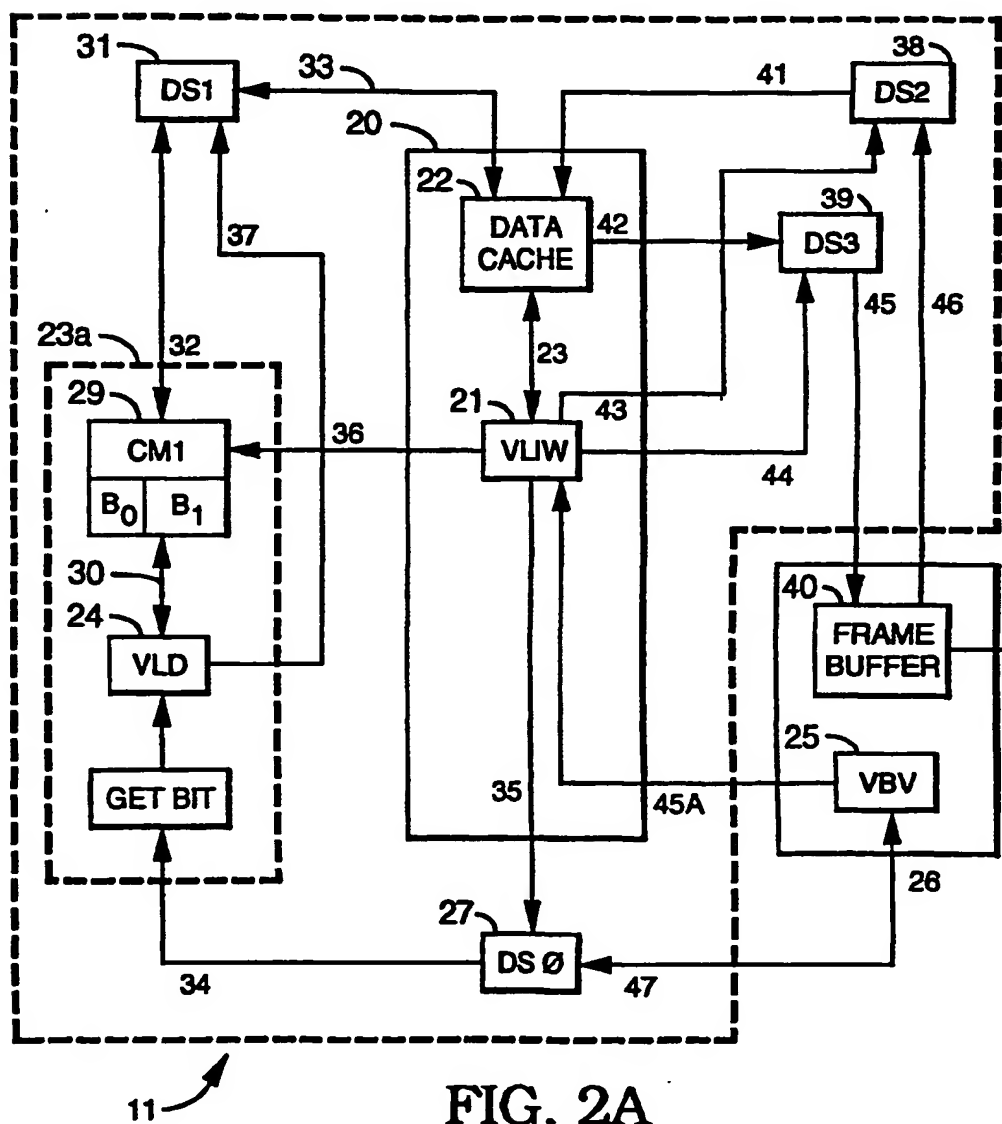 31
DS1
33
20
41
38
DS2
22
DATA
CACHE
42
39
DS3
37
45
46
23a
32
23
29
CM1
B0 B1
36
21
VLIW
43
44
30
24
VLD
40
FRAME
BUFFER
25
VBV
GET BIT
35
45A
26
27
DS Ø
34
47
11
FIG. 2A